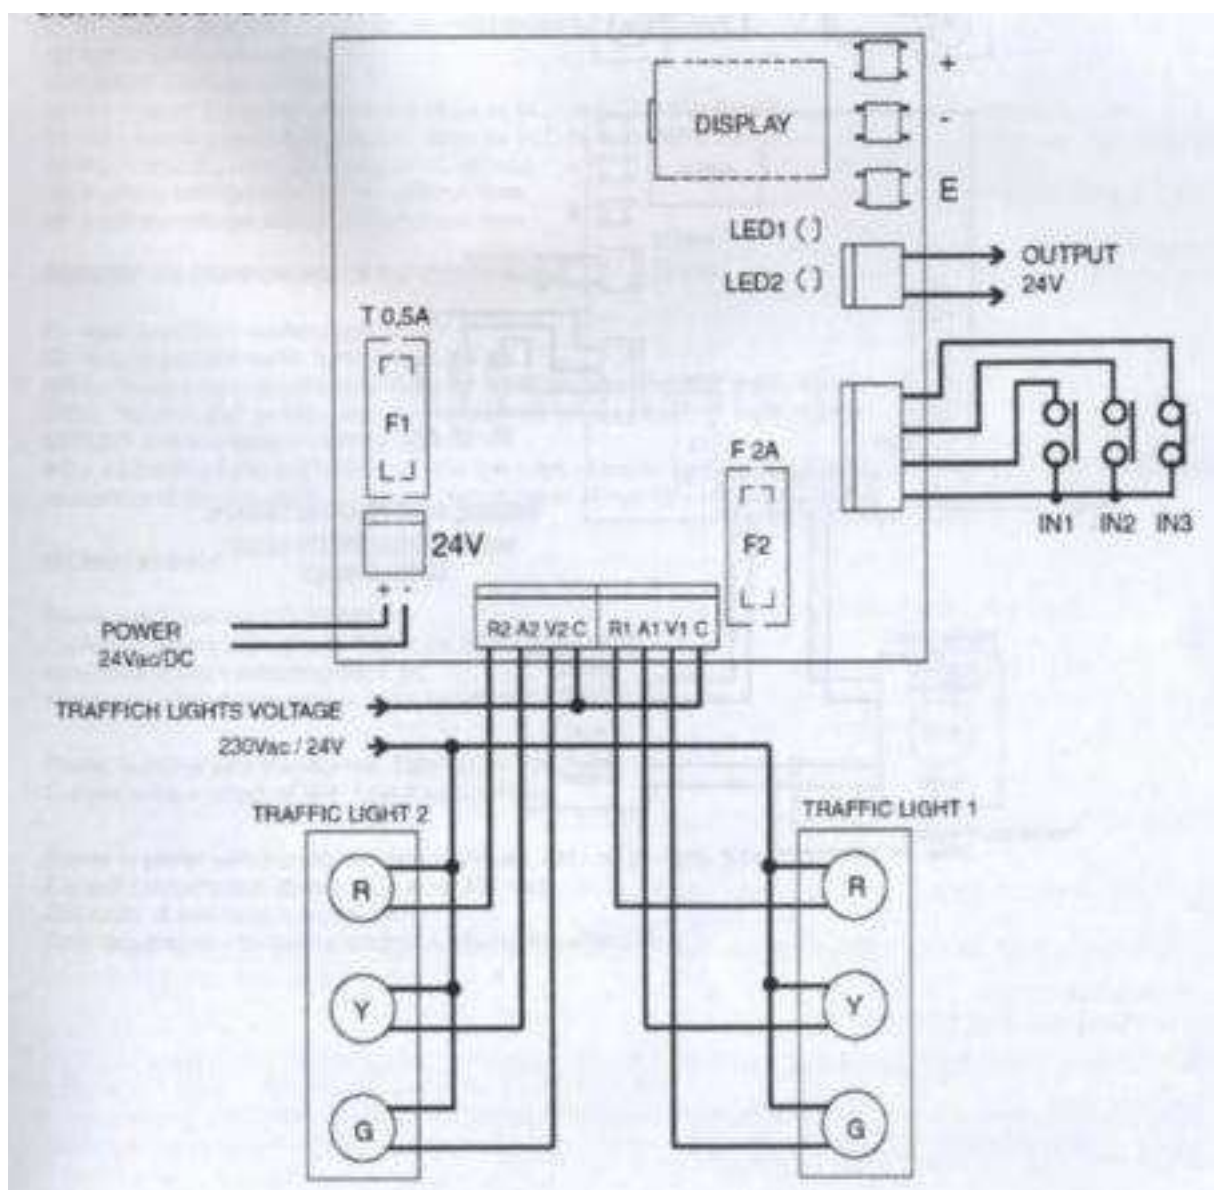 +
DISPLAY
-
E
LED1
OUTPUT
LED2
24V
T 0,5A
F1
F 2A
F2
24V
IN1 IN2 IN3
+ -
R2 A2 V2 C R1 A1 V1 C
POWER
24Vac/DC
TRAFFICH LIGHTS VOLTAGE
230Vac / 24V
TRAFFIC LIGHT 2
TRAFFIC LIGHT 1
R
R
Y
Y
G
G